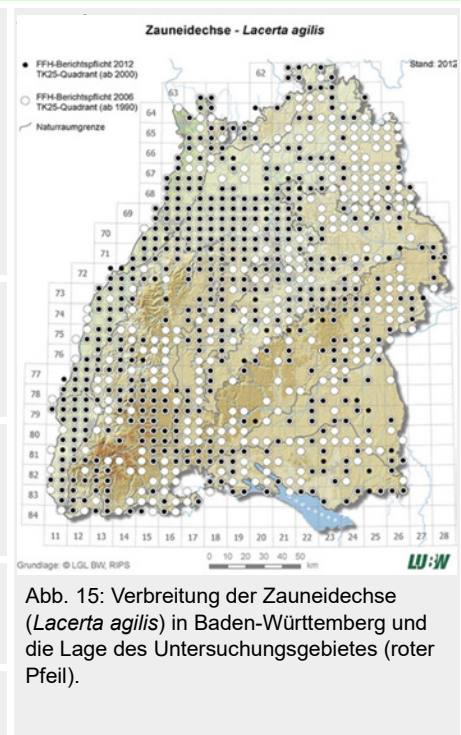 Zauneidechse - Lacerta agilis
FFH-Berichtspflicht 2012
TK25-Quadrant (ab 2000)
FFH-Berichtspflicht 2006
TK25-Quadrant (ab 1990)
Naturraumgrenze
Stand: 2012
62
63
64
65
66
67
68
69
70
71
72
73
74
75
76
77
78
79
80
81
82
83
84
11 12 13 14 15 16 17 18 19 20 21 22 23 24 25 26 27 28
0 10 20 30 40 50
km
Grundlage: © LGL BW, RIPS
LUBW
Abb. 15: Verbreitung der Zauneidechse
(Lacerta agilis) in Baden-Württemberg und
die Lage des Untersuchungsgebietes (roter
Pfeil).